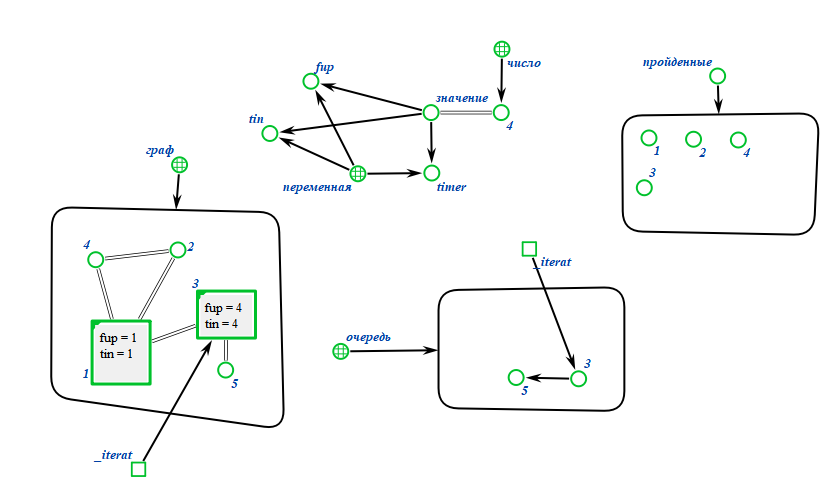 число
fup
пройденные
значение
tin
4
1
2
4
граф
3
переменная
timer
4
2
_iterat
3
fup = 4
tin = 4
fup = 1
tin = 1
очередь
1
3
5
5
_iterat